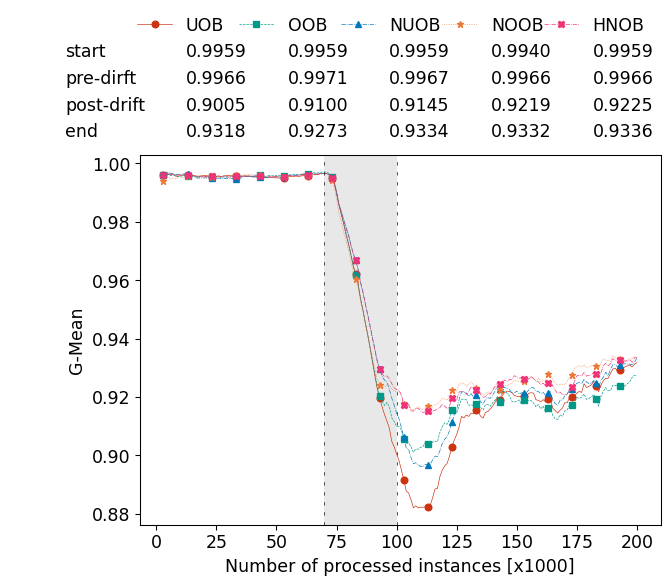 UOB OOB NUOB NOOB HNOB
start 0.9959 0.9959 0.9959 0.9940 0.9959
pre-dirft 0.9966 0.9971 0.9967 0.9966 0.9966
post-drift 0.9005 0.9100 0.9145 0.9219 0.9225
end 0.9318 0.9273 0.9334 0.9332 0.9336
1.00
0.98
0.96
0.94
0.92
0.90
0.88
G-Mean
0 25 50 75 100 125 150 175 200
Number of processed instances [x1000]